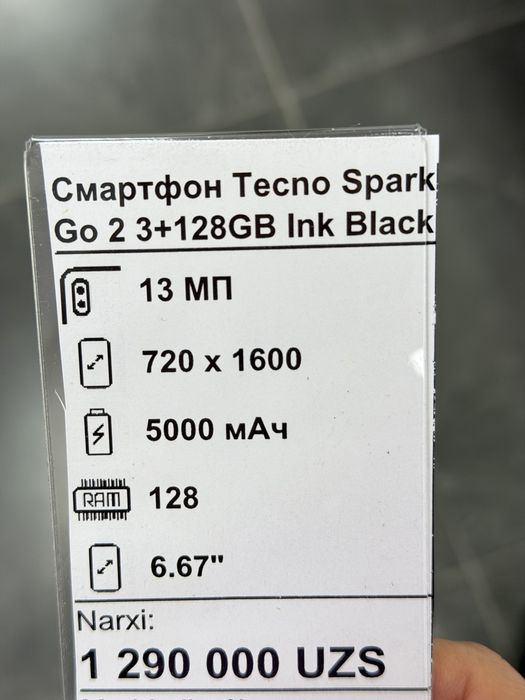 Смартфон Tecno Spark
Go 2 3+128GB Ink Black
13 МП
720 x 1600
5000 мАч
RAM 128
6.67"
Narxi:
1 290 000 UZS